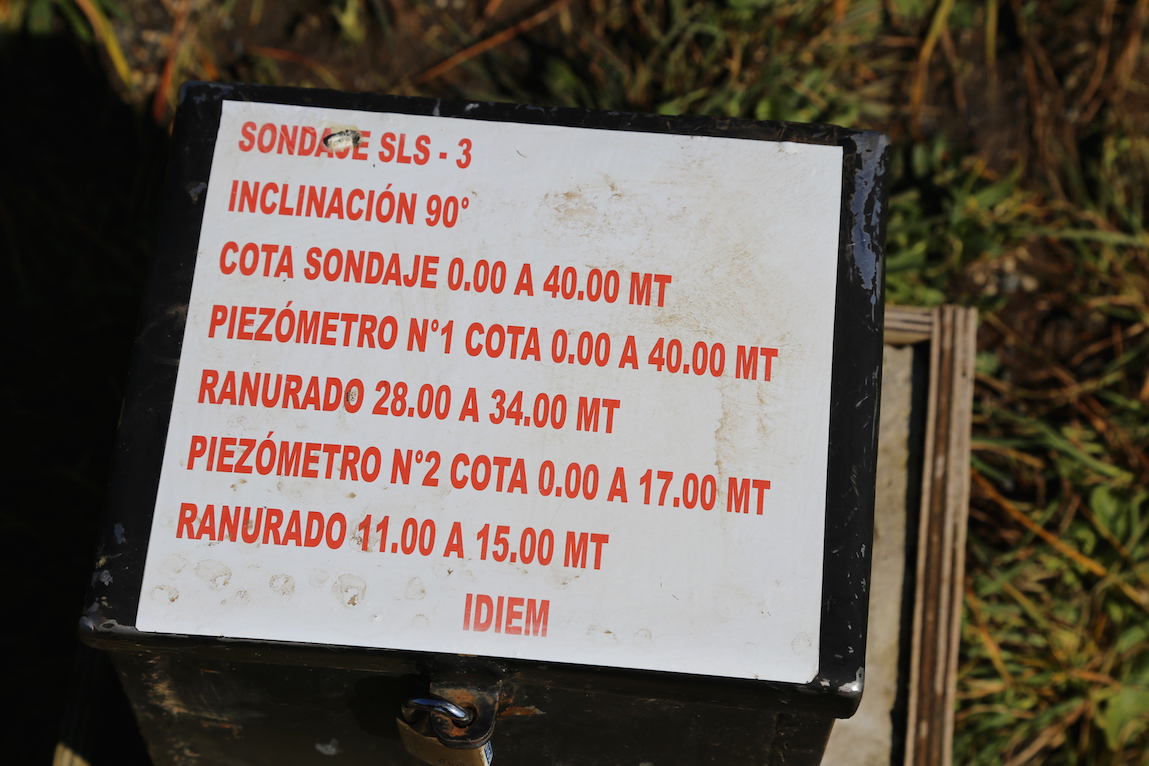 SONDAJE SLS - 3
INCLINACIÓN 90°
COTA SONDAJE 0.00 A 40.00 MT
PIEZÓMETRO N°1 COTA 0.00 A 40.00 MT
RANURADO 28.00 A 34.00 MT
PIEZÓMETRO N°2 COTA 0.00 A 17.00 MT
RANURADO 11.00 A 15.00 MT
IDIEM